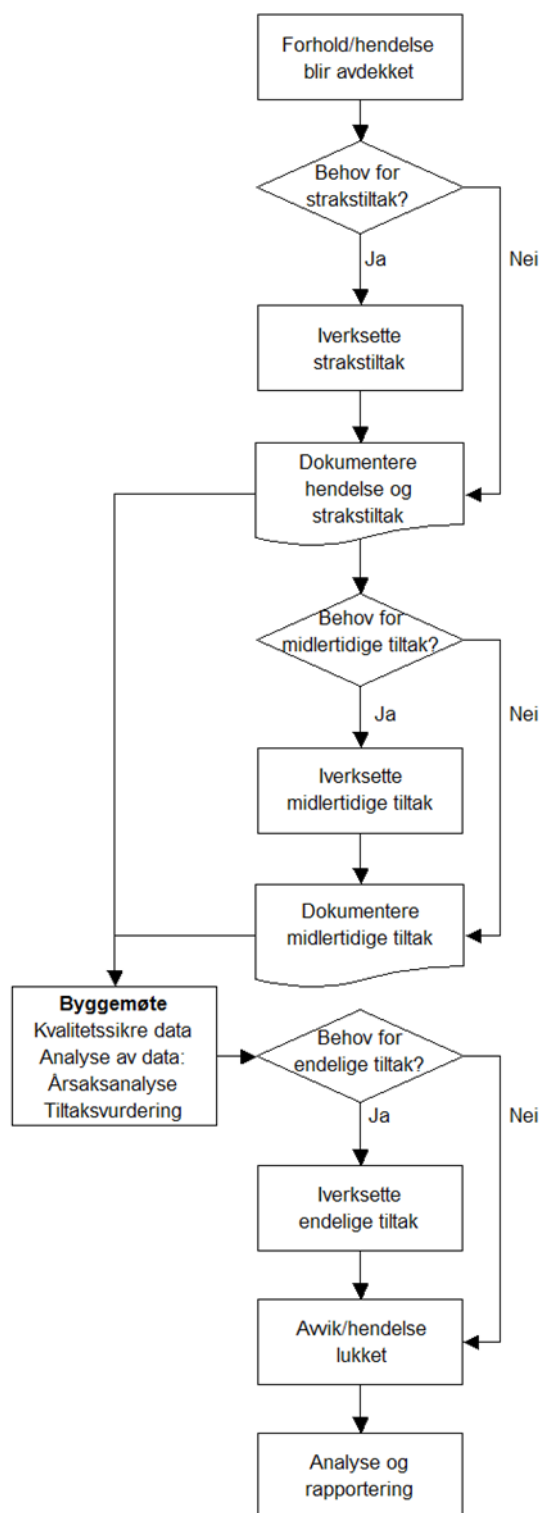 Forhold/hendelse
blir avdekket
Behov for
strakstiltak?
Ja
Nei
Iverksette
strakstiltak
Dokumentere
hendelse og
strakstiltak
Behov for
midlertidige tiltak?
Ja
Nei
Iverksette
midlertidige tiltak
Dokumentere
midlertidige tiltak
Byggemøte
Kvalitetssikre data
Analyse av data:
Årsaksanalyse
Tiltaksvurdering
Behov for
endelige tiltak?
Ja
Nei
Iverksette
endelige tiltak
Avvik/hendelse
lukket
Analyse og
rapportering